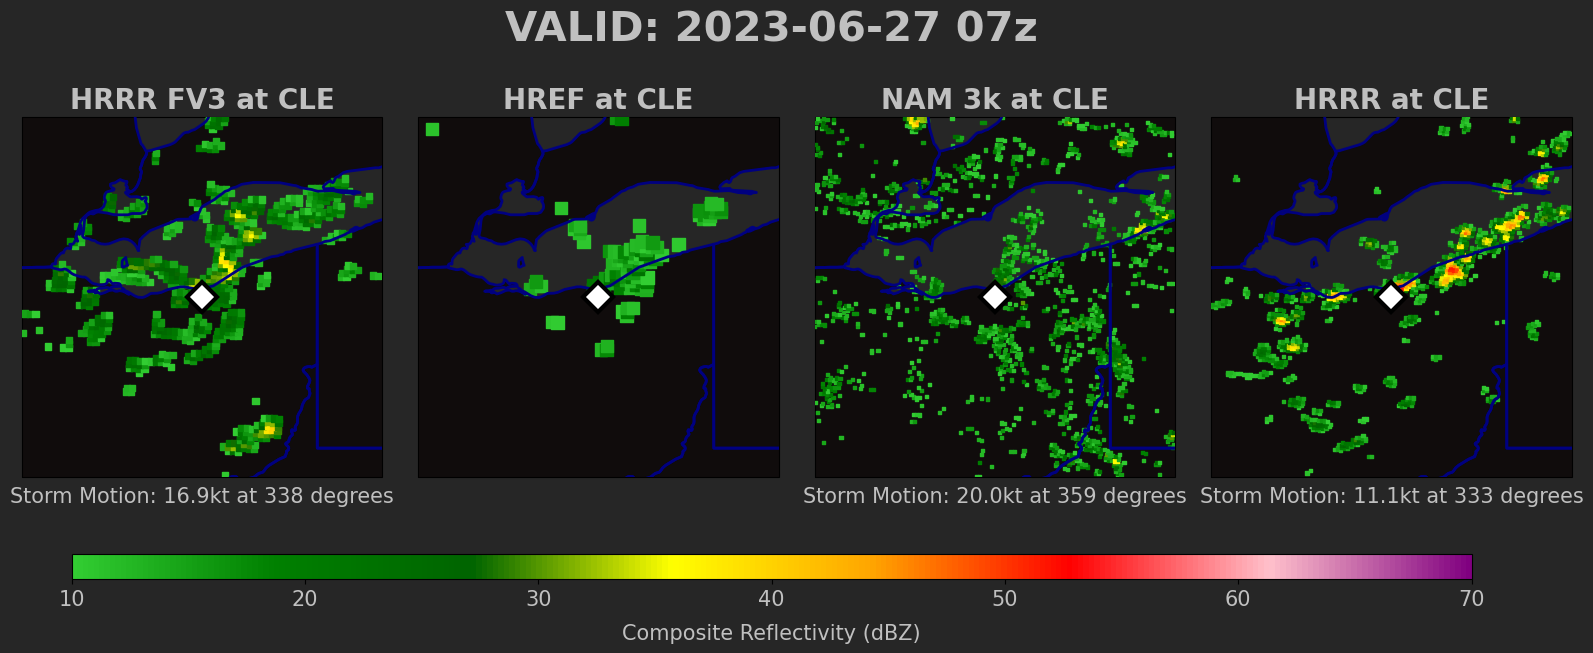 VALID: 2023-06-27 07z
HRRR FV3 at CLE
HREF at CLE
NAM 3k at CLE
HRRR at CLE
Storm Motion: 16.9kt at 338 degrees
Storm Motion: 20.0kt at 359 degrees
Storm Motion: 11.1kt at 333 degrees
10 20 30 40 50 60 70
Composite Reflectivity (dBZ)